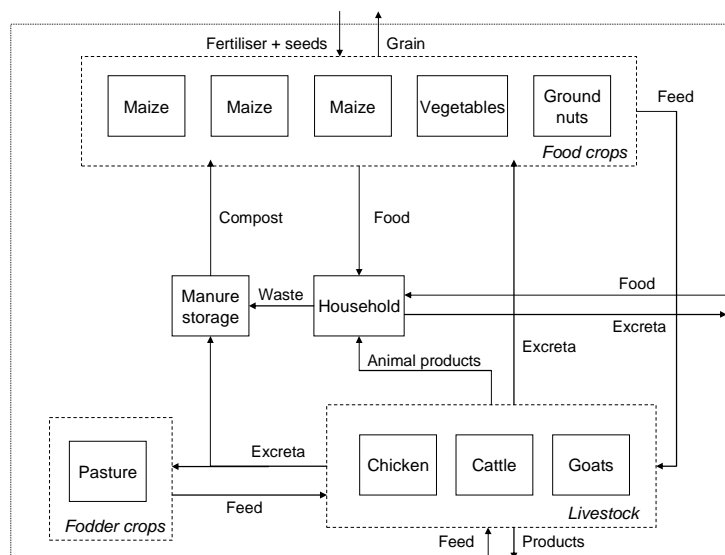 Fertiliser + seeds
Grain
Maize
Maize
Maize
Vegetables
Ground
nuts
Feed
Food crops
Compost
Food
Manure
storage
Waste
Household
Food
Excreta
Animal products
Excreta
Pasture
Excreta
Chicken
Cattle
Goats
Feed
Fodder crops
Livestock
Feed
Products